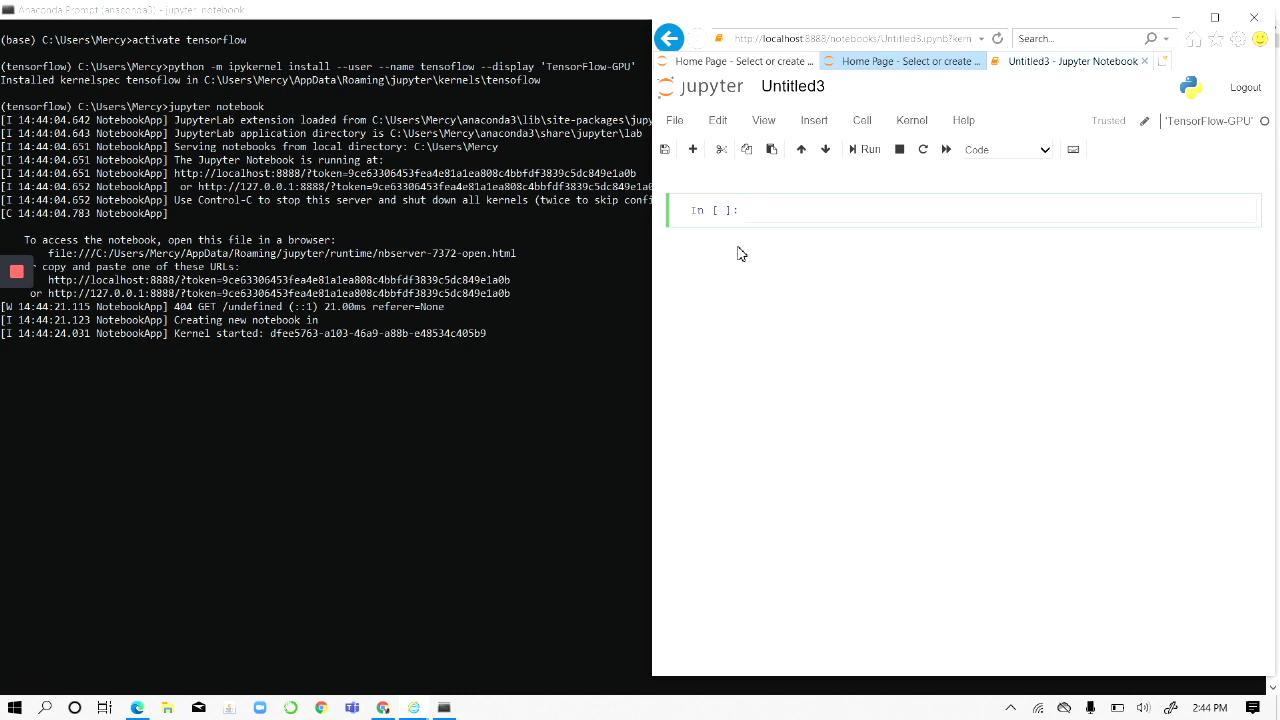 Anaconda Prompt (anaconda3) - jupyter notebook
(base) C:\Users\Mercy>activate tensorflow
(tensorflow) C:\Users\Mercy>python -m ipykernel install --user --name tensoflow --display 'TensorFlow-GPU'
Installed kernelspec tensoflow in C:\Users\Mercy\AppData\Roaming\jupyter\kernels\tensoflow
(tensorflow) C:\Users\Mercy>jupyter notebook
[I 14:44:04.642 NotebookApp] JupyterLab extension loaded from C:\Users\Mercy\anaconda3\lib\site-packages\jupy
[I 14:44:04.643 NotebookApp] JupyterLab application directory is C:\Users\Mercy\anaconda3\share\jupyter\lab
[I 14:44:04.651 NotebookApp] Serving notebooks from local directory: C:\Users\Mercy
[I 14:44:04.651 NotebookApp] The Jupyter Notebook is running at:
[I 14:44:04.651 NotebookApp] http://localhost:8888/?token=9ce63306453fea4e81a1ea808c4bbfdf3839c5dc849e1a0b
[I 14:44:04.652 NotebookApp]  or http://127.0.0.1:8888/?token=9ce63306453fea4e81a1ea808c4bbfdf3839c5dc849e1a0
[I 14:44:04.652 NotebookApp] Use Control-C to stop this server and shut down all kernels (twice to skip confi
[C 14:44:04.783 NotebookApp]
To access the notebook, open this file in a browser:
file:///C:/Users/Mercy/AppData/Roaming/jupyter/runtime/nbserver-7372-open.html
r copy and paste one of these URLs:
http://localhost:8888/?token=9ce63306453fea4e81a1ea808c4bbfdf3839c5dc849e1a0b
or http://127.0.0.1:8888/?token=9ce63306453fea4e81a1ea808c4bbfdf3839c5dc849e1a0b
[W 14:44:21.115 NotebookApp] 404 GET /undefined (::1) 21.00ms referer=None
[I 14:44:21.123 NotebookApp] Creating new notebook in
[I 14:44:24.031 NotebookApp] Kernel started: dfee5763-a103-46a9-a88b-e48534c405b9
http://localhost:8888/notebooks/Untitled3.ipynb?kern Search...
Home Page - Select or create ... Home Page - Select or create ... Untitled3 - Jupyter Notebook
jupyter Untitled3 Logout
File Edit View Insert Cell Kernel Help Trusted 'TensorFlow-GPU'
Run Code
In [ ]:
2:44 PM